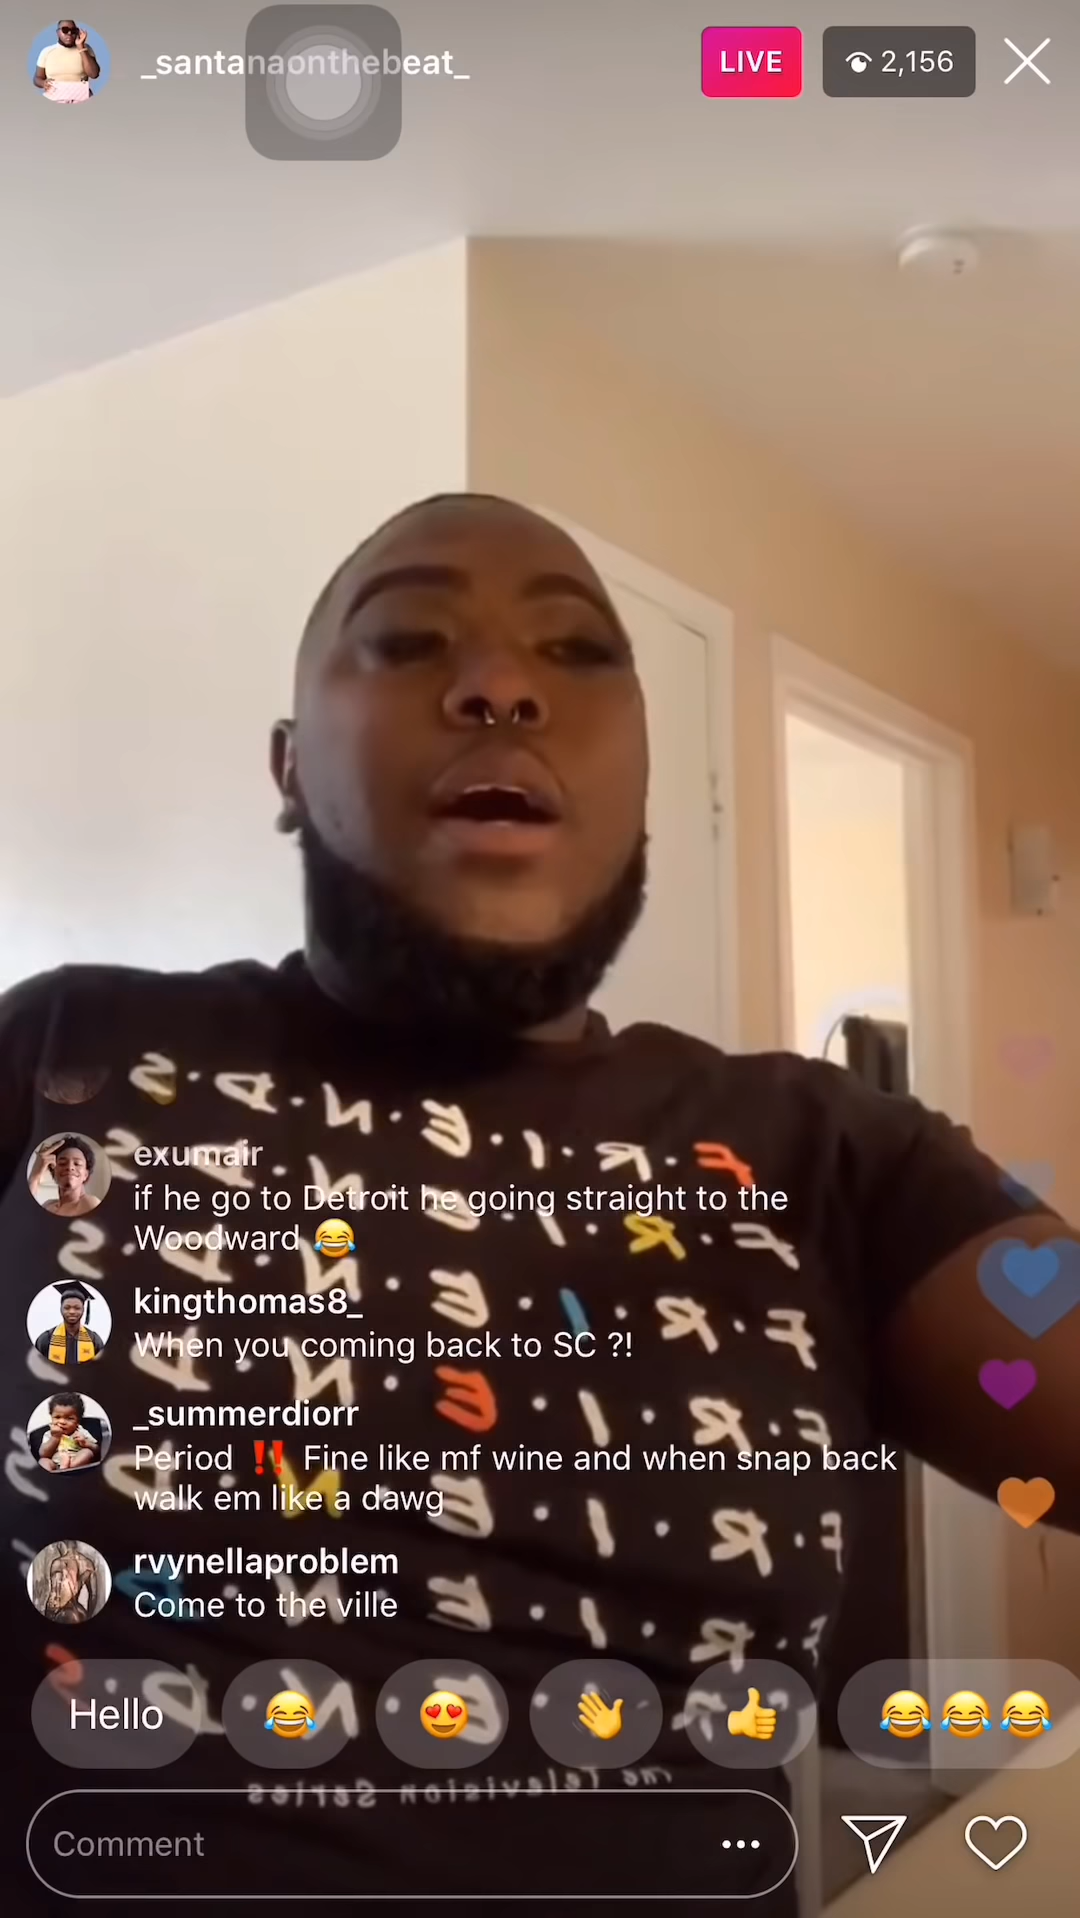 _santanaonthebeat_
LIVE
2,156
S.D.N.E.I.R.F
exumair
if he go to Detroit he going straight to the
Woodward 😂
kingthomas8_
When you coming back to SC ?!
_summerdiorr
Period ‼️ Fine like mf wine and when snap back
walk em like a dawg
rvynellaproblem
Come to the ville
Hello 😂 😍 👋 👍 😂😂😂
Television Series
Comment